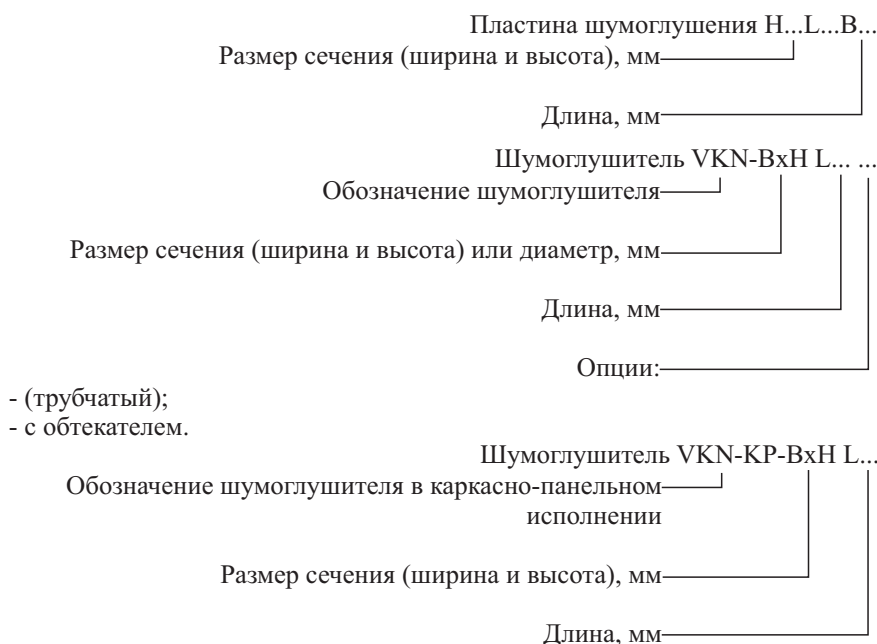 Пластина шумоглушения H...L...B...
Размер сечения (ширина и высота), мм
Длина, мм
Шумоглушитель VKN-BxH L... ...
Обозначение шумоглушителя
Размер сечения (ширина и высота) или диаметр, мм
Длина, мм
Опции:
- (трубчатый);
- с обтекателем.
Шумоглушитель VKN-KP-BxH L...
Обозначение шумоглушителя в каркасно-панельном
исполнении
Размер сечения (ширина и высота), мм
Длина, мм